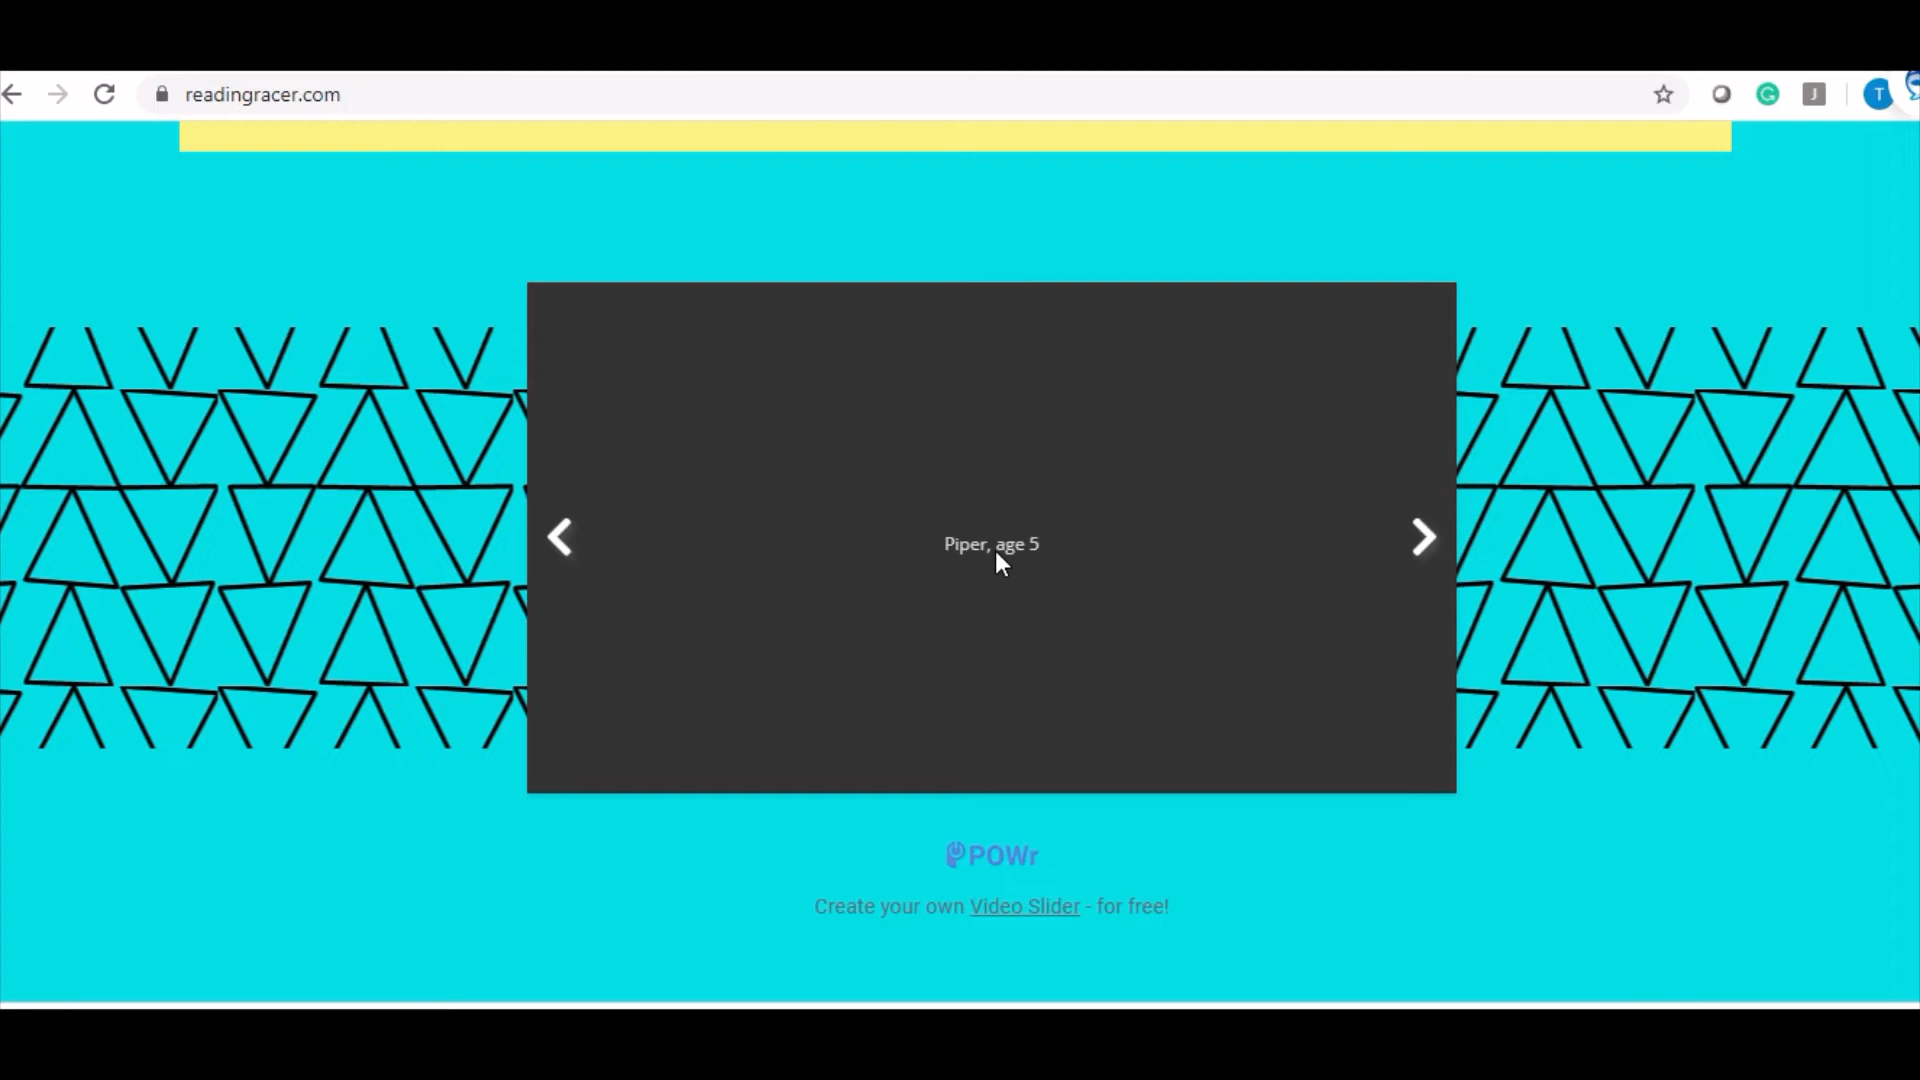 readingracer.com
J
T
Piper, age 5
POWr
Create your own Video Slider - for free!